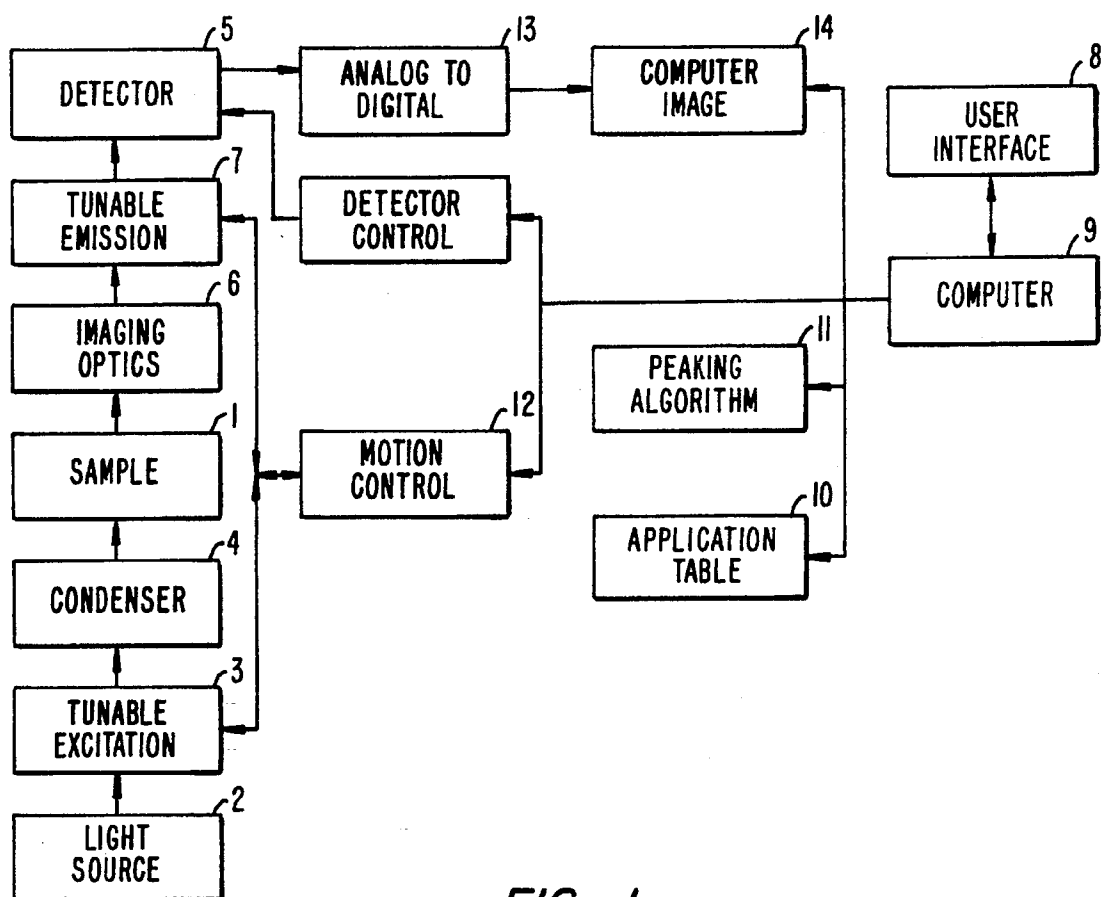 5
DETECTOR
13
ANALOG TO
DIGITAL
14
COMPUTER
IMAGE
8
USER
INTERFACE
7
TUNABLE
EMISSION
DETECTOR
CONTROL
9
COMPUTER
6
IMAGING
OPTICS
11
PEAKING
ALGORITHM
1
SAMPLE
12
MOTION
CONTROL
10
APPLICATION
TABLE
4
CONDENSER
3
TUNABLE
EXCITATION
2
LIGHT
SOURCE